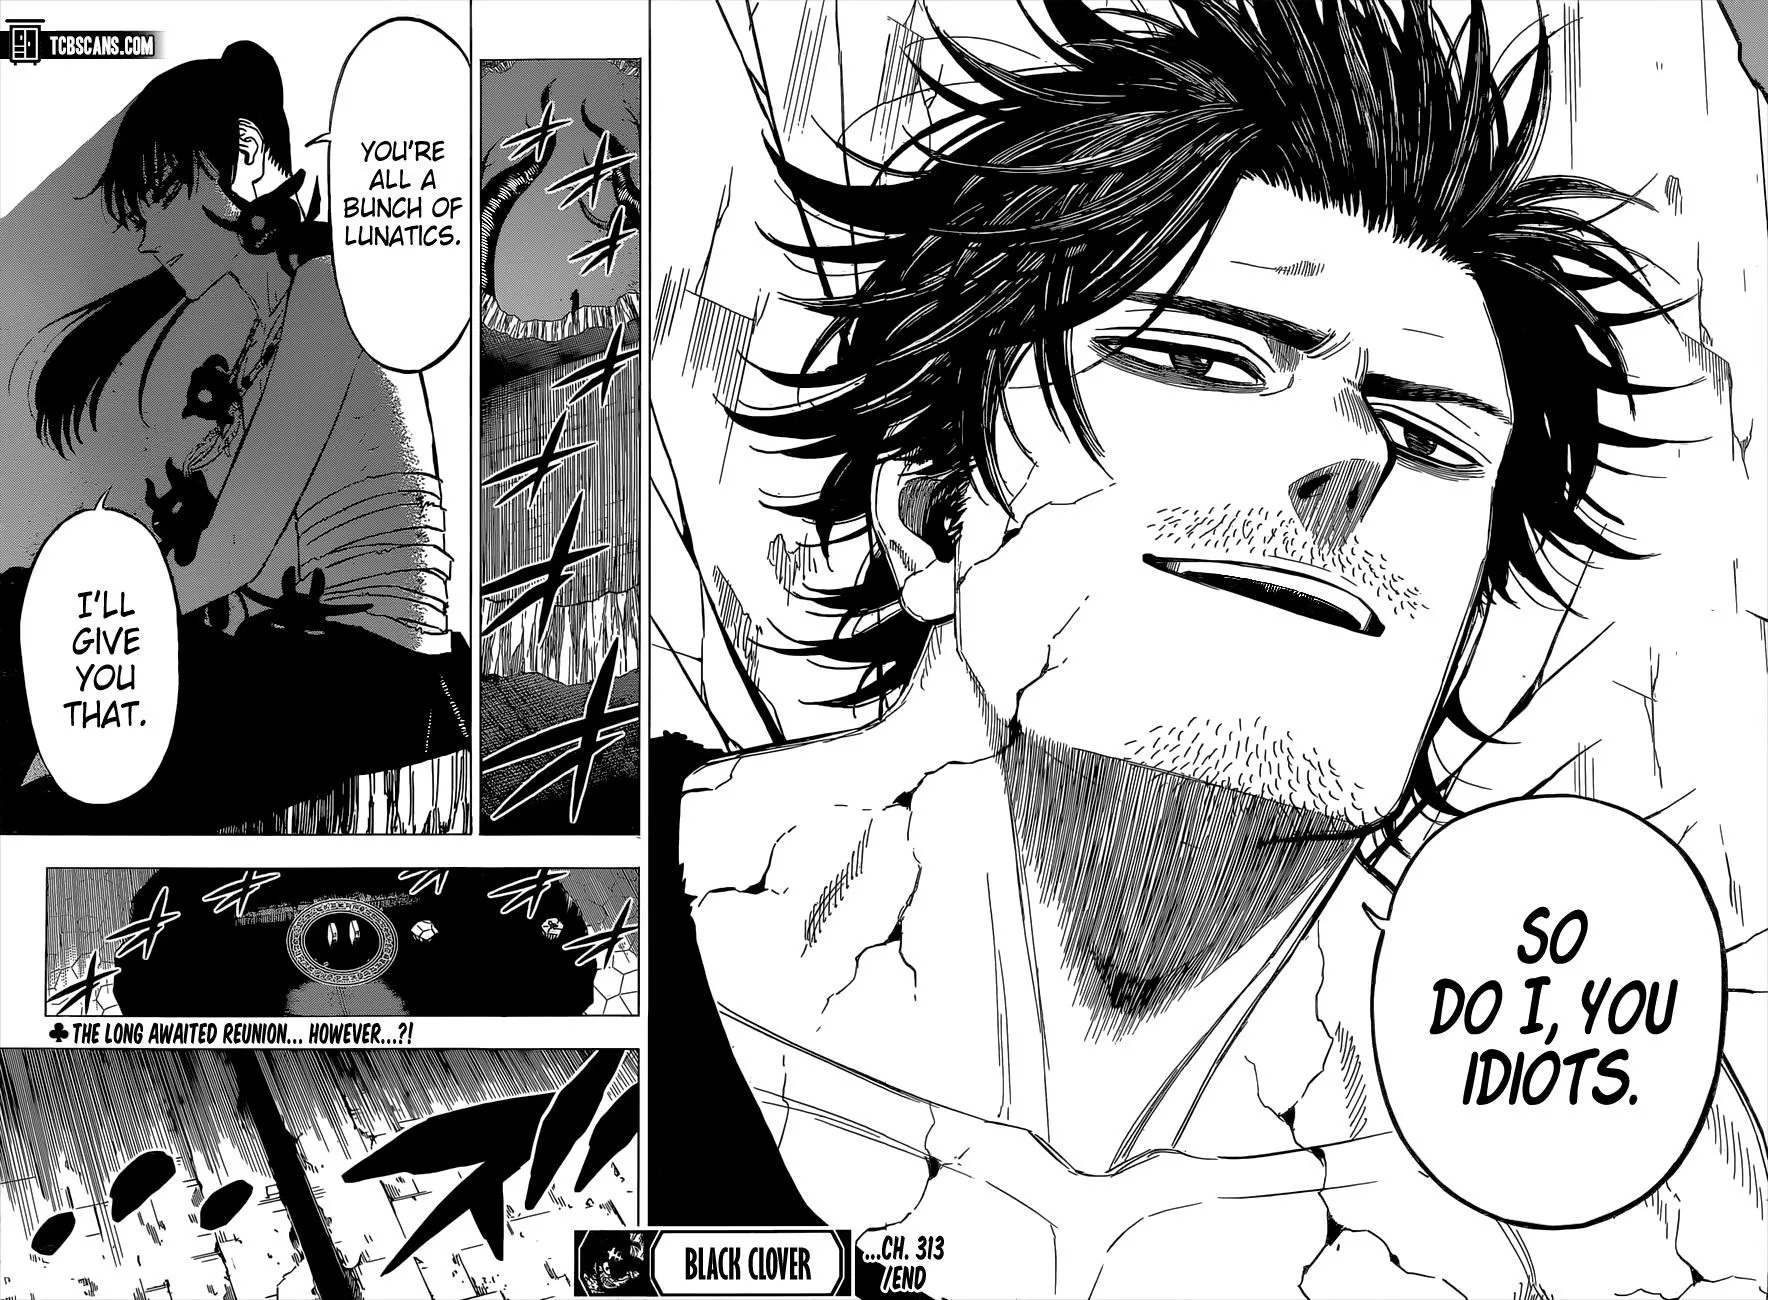 SO
DO I, YOU
IDIOTS.
YOU'RE
ALL A
BUNCH OF
LUNATICS.
I'LL
GIVE
YOU
THAT.
♣ THE LONG AWAITED REUNION... HOWEVER...?!
BLACK CLOVER
...CH. 313
/END
TCBSCANS.COM